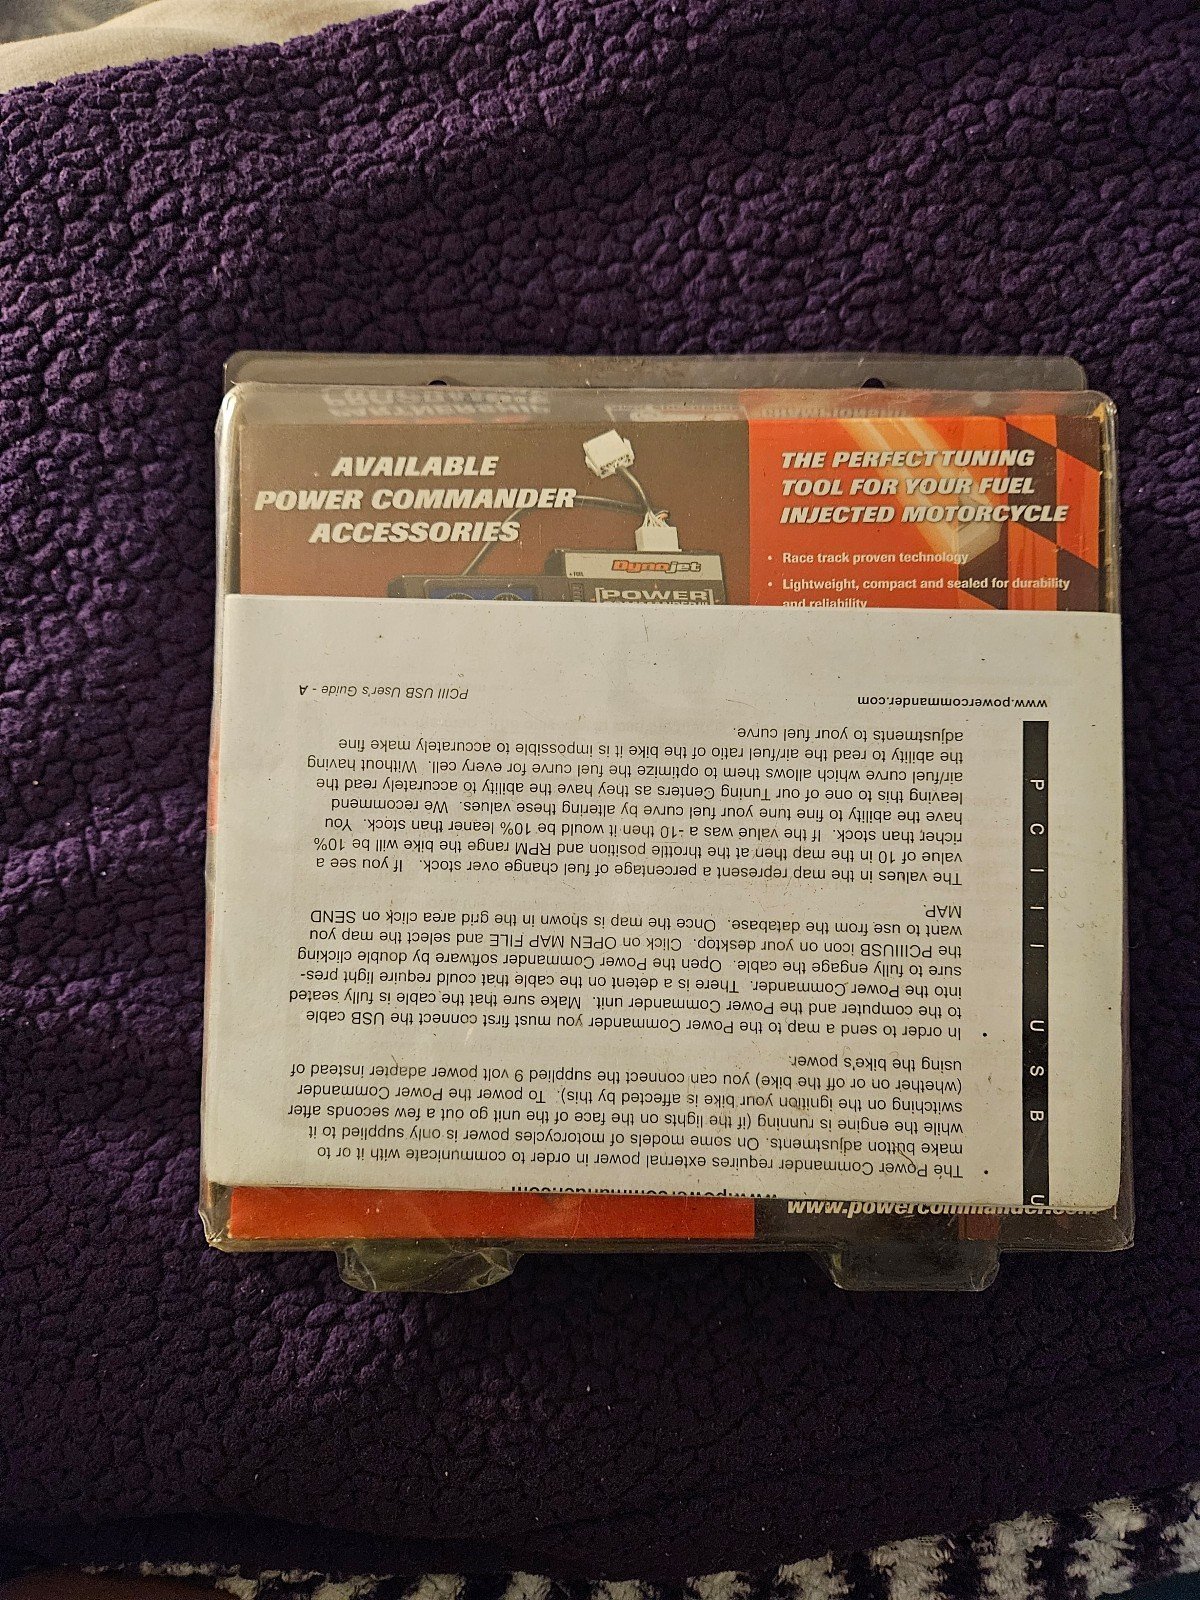 AVAILABLE
POWER COMMANDER
ACCESSORIES
Dynojet
POWER
THE PERFECT TUNING
TOOL FOR YOUR FUEL
INJECTED MOTORCYCLE
• Race track proven technology
• Lightweight, compact and sealed for durability
and reliability
www.powercommander.com
• The Power Commander requires external power in order to communicate with it or to
make button adjustments. On some models of motorcycles power is only supplied to it
while the engine is running (if the lights on the face of the unit go out a few seconds after
switching on the ignition your bike is affected by this). To power the Power Commander
(whether on or off the bike) you can connect the supplied 9 volt power adapter instead of
using the bike's power.
• In order to send a map to the Power Commander you must first connect the USB cable
to the computer and the Power Commander unit. Make sure that the cable is fully seated
into the Power Commander. There is a detent on the cable that could require light pres-
sure to fully engage the cable. Open the Power Commander software by double clicking
the PCIIIUSB icon on your desktop. Click on OPEN MAP FILE and select the map you
want to use from the database. Once the map is shown in the grid area click on SEND
MAP.
The values in the map represent a percentage of fuel change over stock. If you see a
value of 10 in the map then at the throttle position and RPM range the bike will be 10%
richer than stock. If the value was a -10 then it would be 10% leaner than stock. You
have the ability to fine tune your fuel curve by altering these values. We recommend
leaving this to one of our Tuning Centers as they have the ability to accurately read the
air/fuel curve which allows them to optimize the fuel curve for every cell. Without having
the ability to read the air/fuel ratio of the bike it is impossible to accurately make fine
adjustments to your fuel curve.
www.powercommander.com
PCIII USB User's Guide - A
PCIII USB U
www.powercommander.com